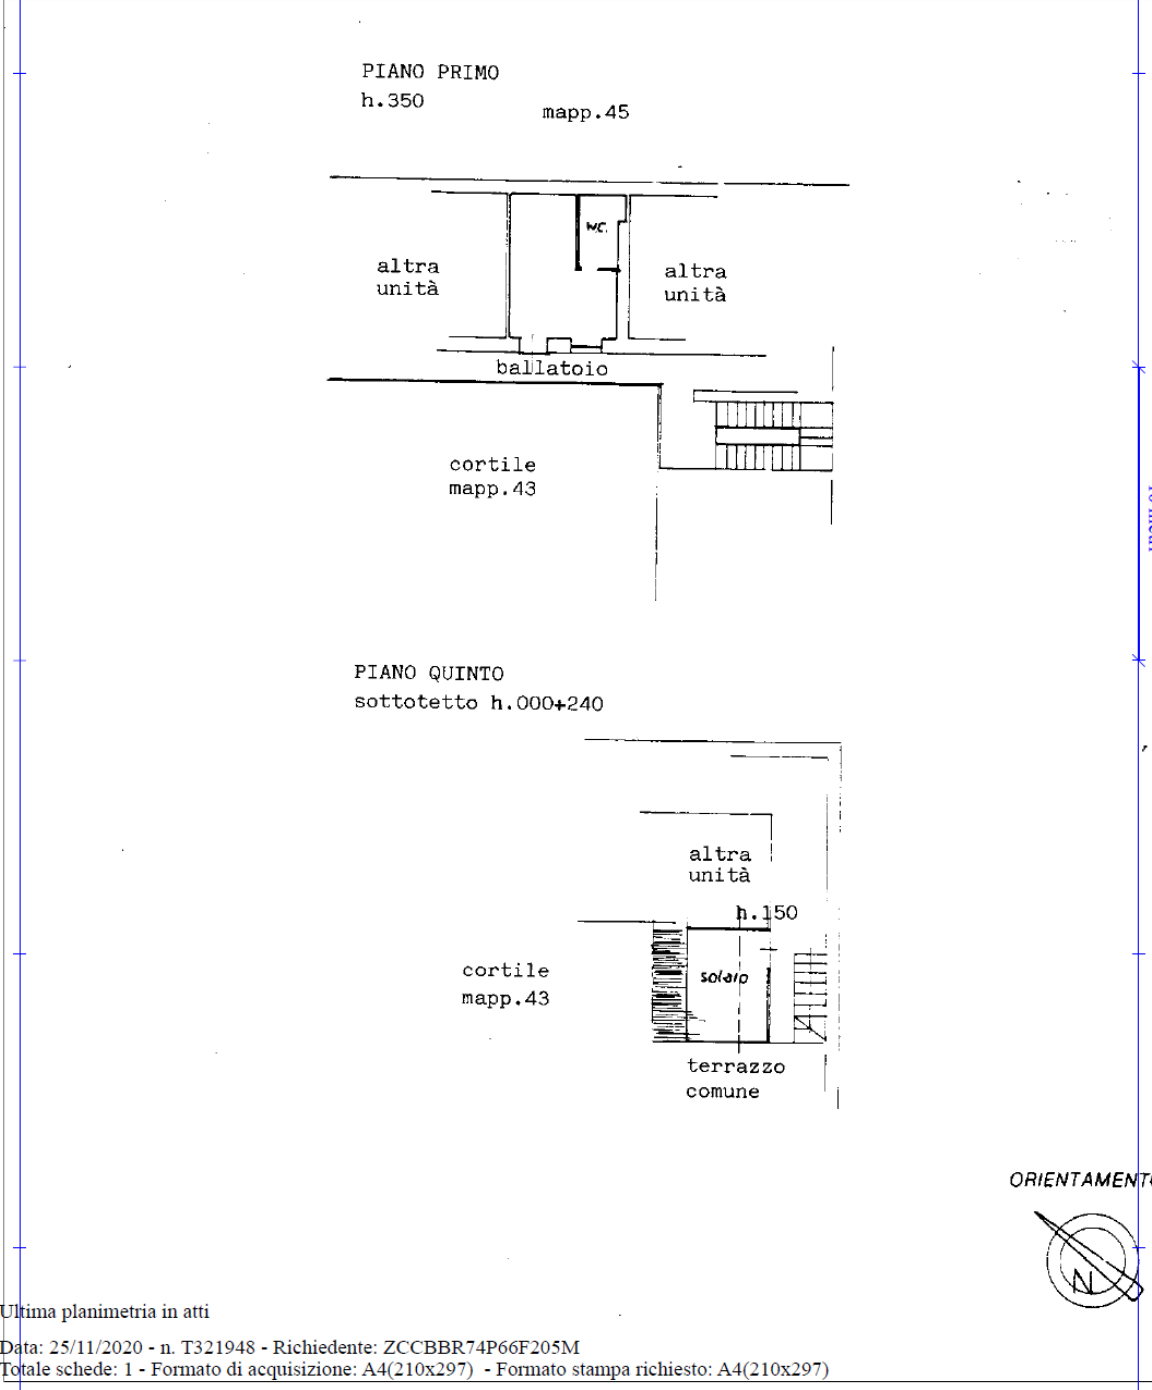 PIANO PRIMO
h.350
mapp.45
wc.
altra
unità
altra
unità
ballatoio
cortile
mapp.43
PIANO QUINTO
sottotetto h.000+240
altra
unità
h.150
solaio
cortile
mapp.43
terrazzo
comune
ORIENTAMENTO
N
Ultima planimetria in atti
Data: 25/11/2020 - n. T321948 - Richiedente: ZCCBBR74P66F205M
Totale schede: 1 - Formato di acquisizione: A4(210x297) - Formato stampa richiesto: A4(210x297)